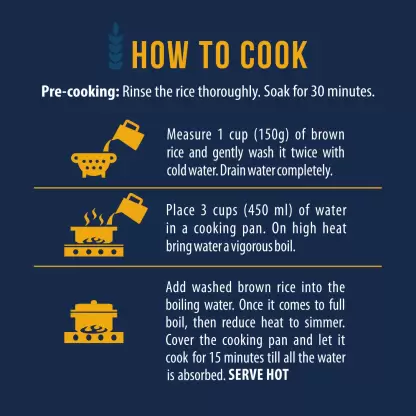 HOW TO COOK
Pre-cooking: Rinse the rice thoroughly. Soak for 30 minutes.
Measure 1 cup (150g) of brown
rice and gently wash it twice with
cold water. Drain water completely.
Place 3 cups (450 ml) of water
in a cooking pan. On high heat
bring water a vigorous boil.
Add washed brown rice into the
boiling water. Once it comes to full
boil, then reduce heat to simmer.
Cover the cooking pan and let it
cook for 15 minutes till all the water
is absorbed. SERVE HOT